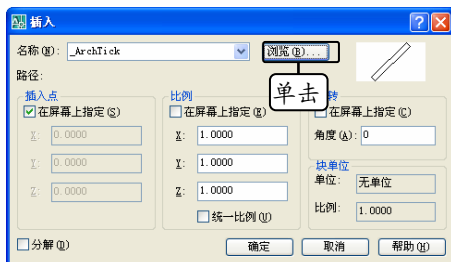 插入
名称(N): _ArchTick 浏览(B)...
路径:
单击
插入点 比例 转
在屏幕上指定(S) 在屏幕上指定(E) 在屏幕上指定(C)
X: 0.0000 X: 1.0000 角度(A): 0
Y: 0.0000 Y: 1.0000 块单位
单位: 无单位
Z: 0.0000 Z: 1.0000
统一比例(U) 比例: 1.0000
分解(D) 确定 取消 帮助(H)